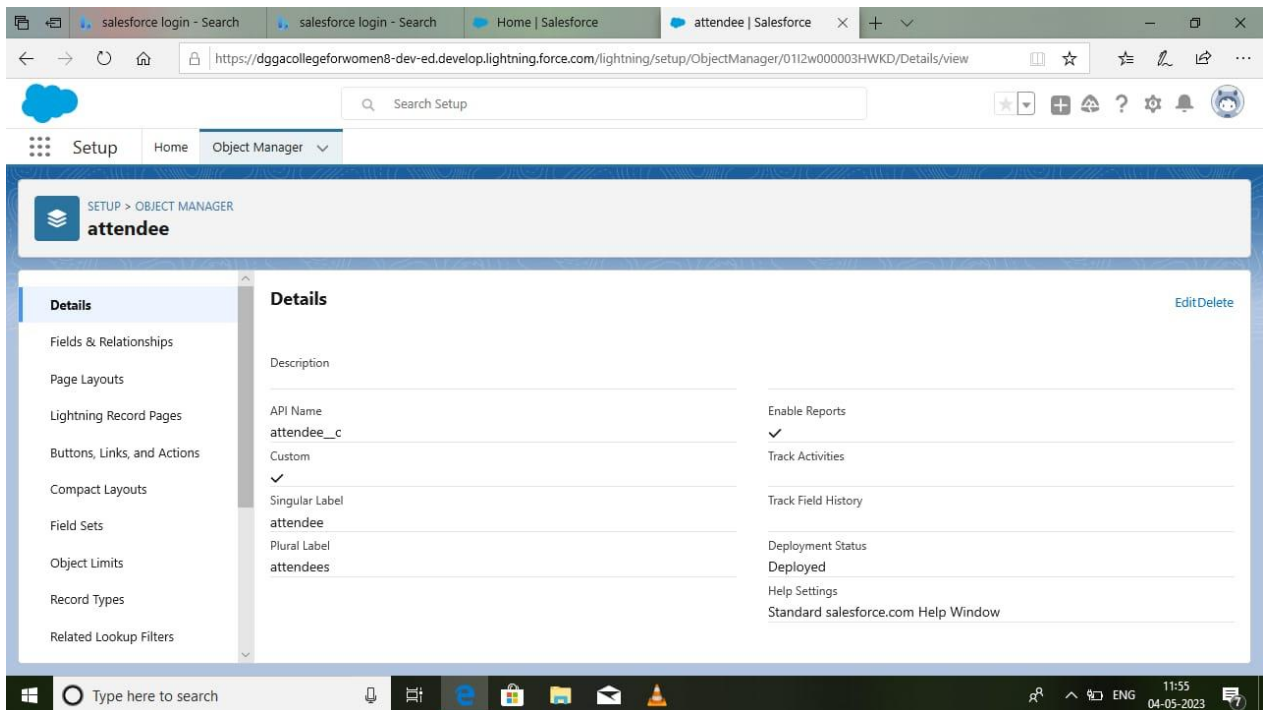 salesforce login - Search
salesforce login - Search
Home | Salesforce
attendee | Salesforce
https://dggacollegeforwomen8-dev-ed.develop.lightning.force.com/lightning/setup/ObjectManager/01I2w000003HWKD/Details/view
Search Setup
Setup
Home
Object Manager
SETUP > OBJECT MANAGER
attendee
Details
Fields & Relationships
Page Layouts
Lightning Record Pages
Buttons, Links, and Actions
Compact Layouts
Field Sets
Object Limits
Record Types
Related Lookup Filters
Details
Edit Delete
Description
API Name
attendee__c
Custom
Singular Label
attendee
Plural Label
attendees
Enable Reports
Track Activities
Track Field History
Deployment Status
Deployed
Help Settings
Standard salesforce.com Help Window
Type here to search
ENG
11:55
04-05-2023
7